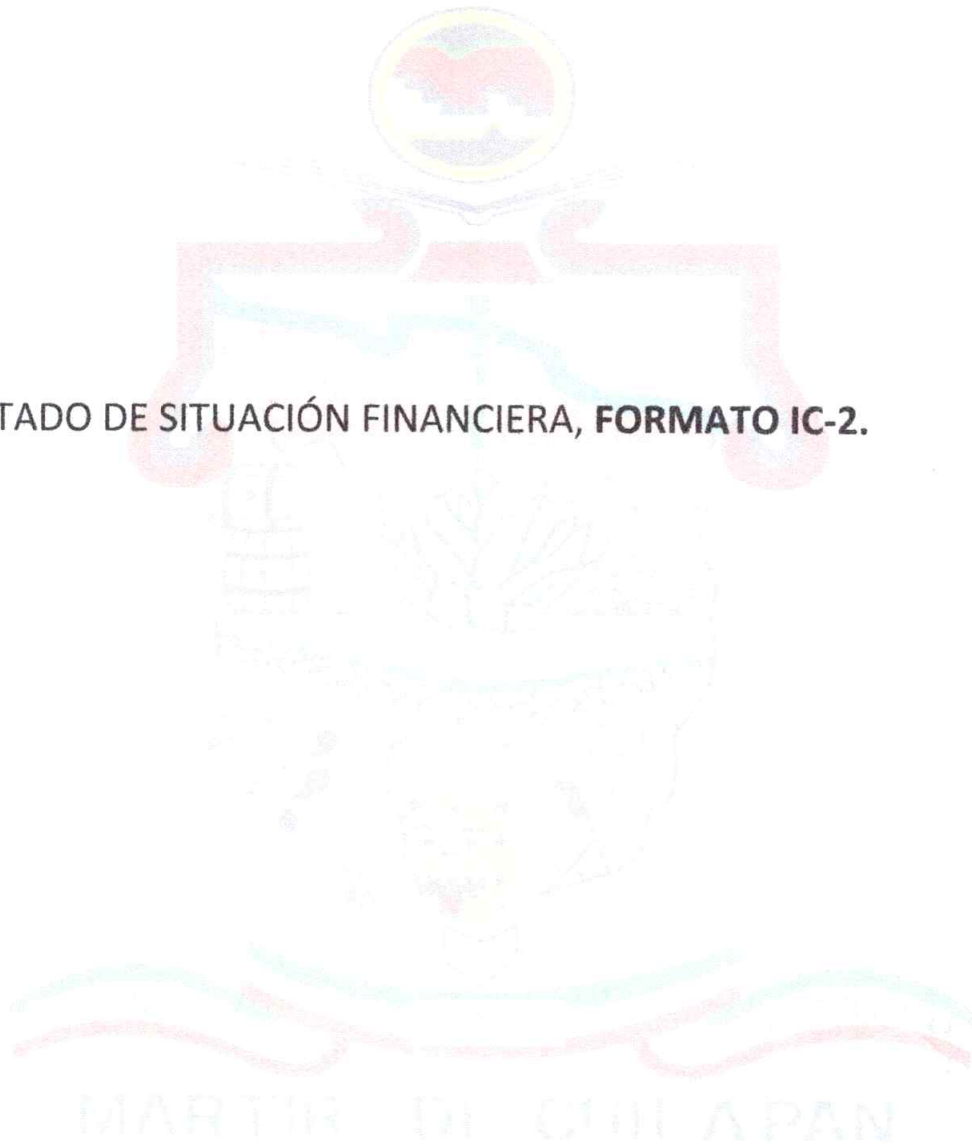 TADO DE SITUACIÓN FINANCIERA, FORMATO IC-2.
MARTIR DE CUILAPAN